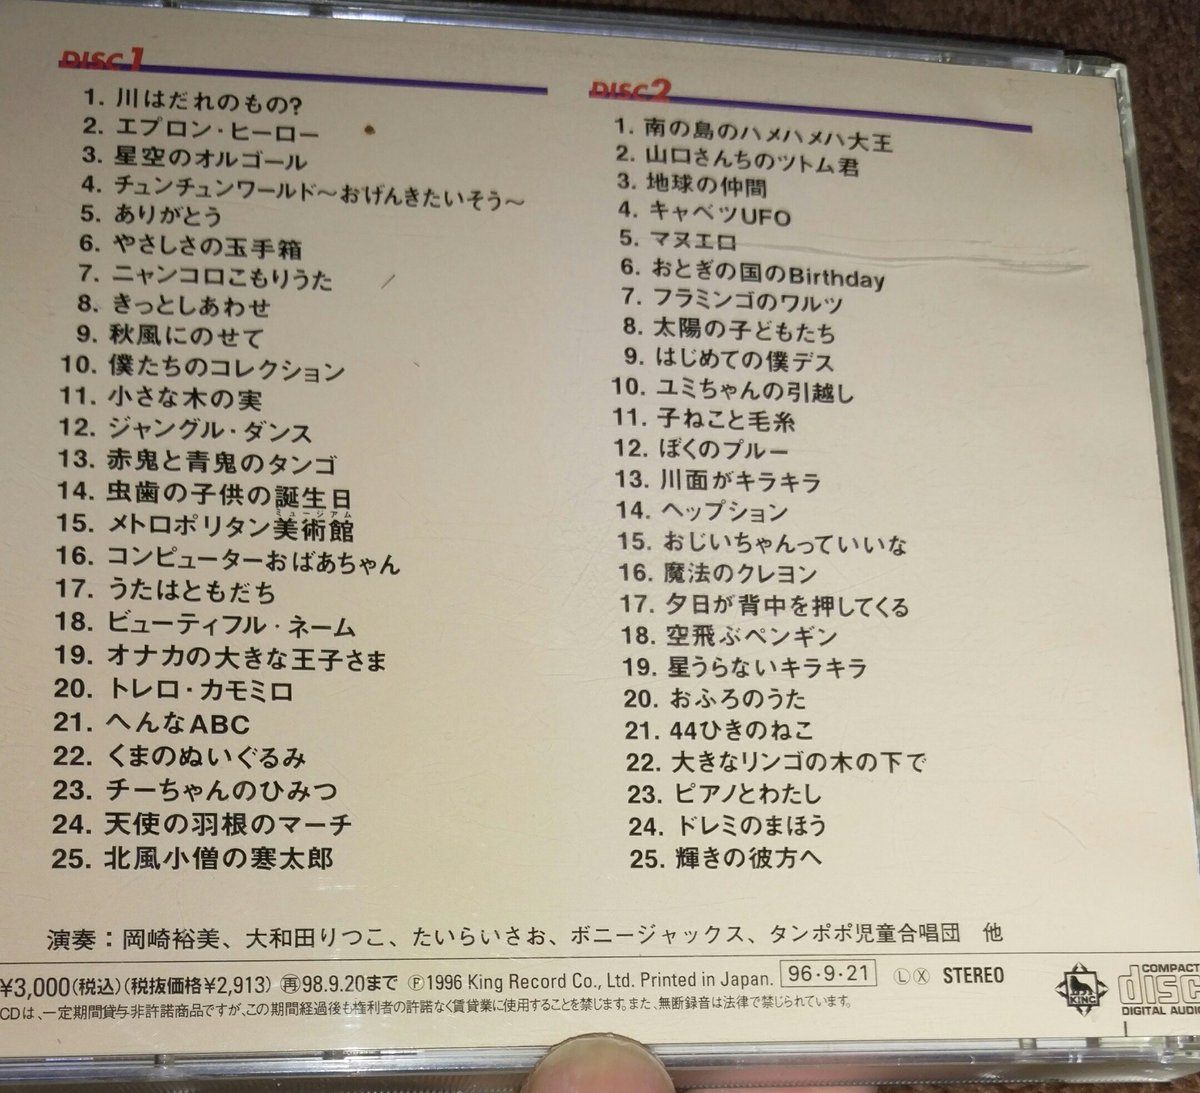 DISC1
1. 川はだれのもの?
2. エプロン・ヒーロー
3. 星空のオルゴール
4. チュンチュンワールド～おげんきたいそう～
5. ありがとう
6. やさしさの玉手箱
7. ニャンコロこもりうた
8. きっとしあわせ
9. 秋風にのせて
10. 僕たちのコレクション
11. 小さな木の実
12. ジャングル・ダンス
13. 赤鬼と青鬼のタンゴ
14. 虫歯の子供の誕生日
ミュージアム
15. メトロポリタン美術館
16. コンピューターおばあちゃん
17. うたはともだち
18. ビューティフル・ネーム
19. オナカの大きな王子さま
20. トレロ・カモミロ
21. へんなABC
22. くまのぬいぐるみ
23. チーちゃんのひみつ
24. 天使の羽根のマーチ
25. 北風小僧の寒太郎
DISC2
1. 南の島のハメハメハ大王
2. 山口さんちのツトム君
3. 地球の仲間
4. キャベツUFO
5. マヌエロ
6. おとぎの国のBirthday
7. フラミンゴのワルツ
8. 太陽の子どもたち
9. はじめての僕デス
10. ユミちゃんの引越し
11. 子ねこと毛糸
12. ぼくのプルー
13. 川面がキラキラ
14. ヘップション
15. おじいちゃんっていいな
16. 魔法のクレヨン
17. 夕日が背中を押してくる
18. 空飛ぶペンギン
19. 星うらないキラキラ
20. おふろのうた
21. 44ひきのねこ
22. 大きなリンゴの木の下で
23. ピアノとわたし
24. ドレミのまほう
25. 輝きの彼方へ
演奏：岡崎裕美、大和田りつこ、たいらいさお、ボニージャックス、タンポポ児童合唱団 他
¥3,000(税込)(税抜価格¥2,913) 再98.9.20まで Ⓟ1996 King Record Co., Ltd. Printed in Japan. 96・9・21 ⓁⓍ STEREO
CDは、一定期間貸与非許諾商品ですが、この期間経過後も権利者の許諾なく賃貸業に使用することを禁じます。また、無断録音は法律で禁じられています。
KING
COMPACT
disc
DIGITAL AUDIO